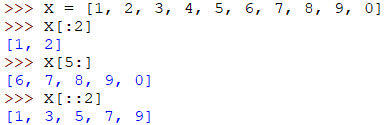 >>> X = [1, 2, 3, 4, 5, 6, 7, 8, 9, 0]
>>> X[:2]
[1, 2]
>>> X[5:]
[6, 7, 8, 9, 0]
>>> X[::2]
[1, 3, 5, 7, 9]